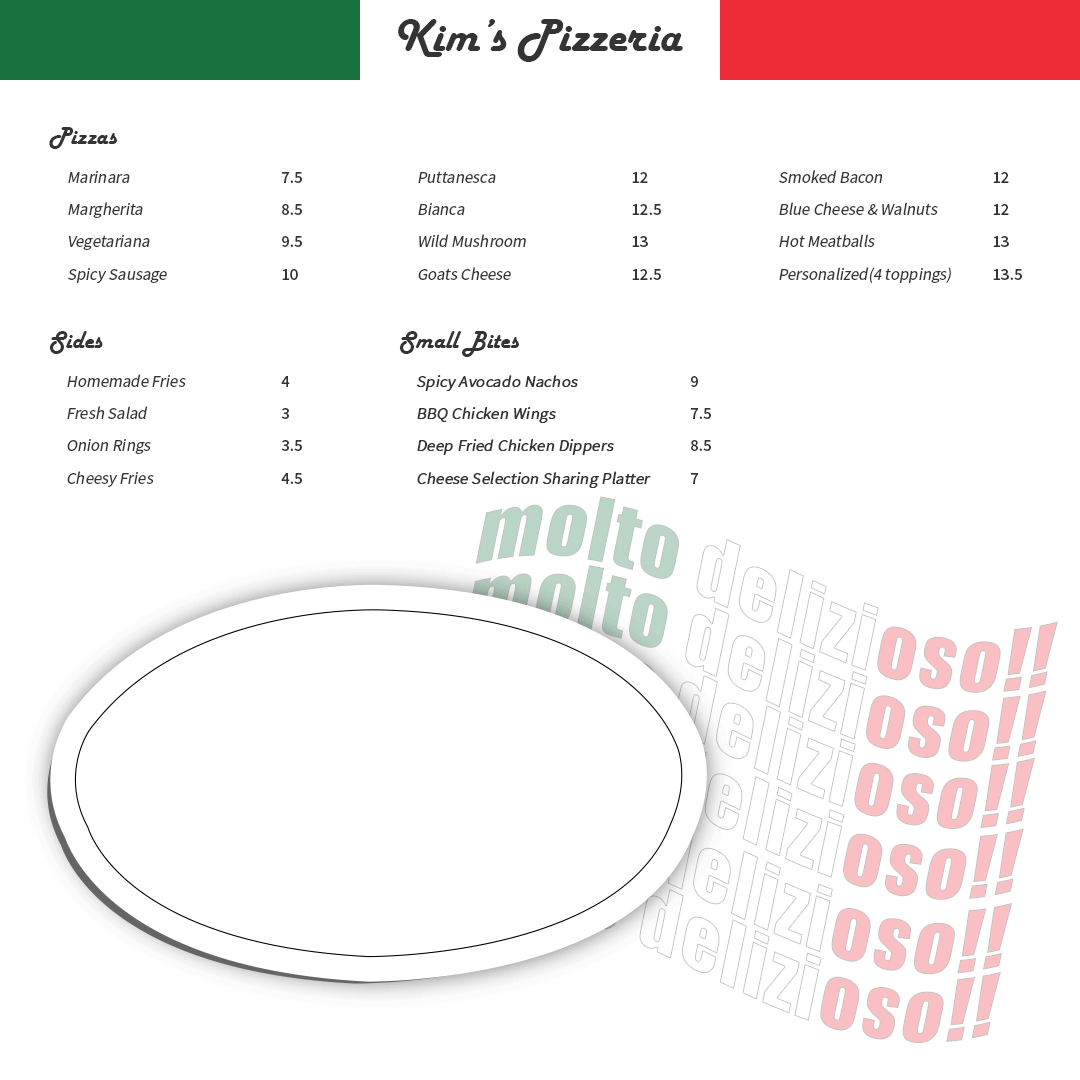 Kim's Pizzeria
Pizzas
Marinara 7.5
Margherita 8.5
Vegetariana 9.5
Spicy Sausage 10
Puttanesca 12
Bianca 12.5
Wild Mushroom 13
Goats Cheese 12.5
Smoked Bacon 12
Blue Cheese & Walnuts 12
Hot Meatballs 13
Personalized(4 toppings) 13.5
Sides
Homemade Fries 4
Fresh Salad 3
Onion Rings 3.5
Cheesy Fries 4.5
Small Bites
Spicy Avocado Nachos 9
BBQ Chicken Wings 7.5
Deep Fried Chicken Dippers 8.5
Cheese Selection Sharing Platter 7
molto delizioso!!
molto delizioso!!
delizioso!!
delizioso!!
delizioso!!
delizioso!!